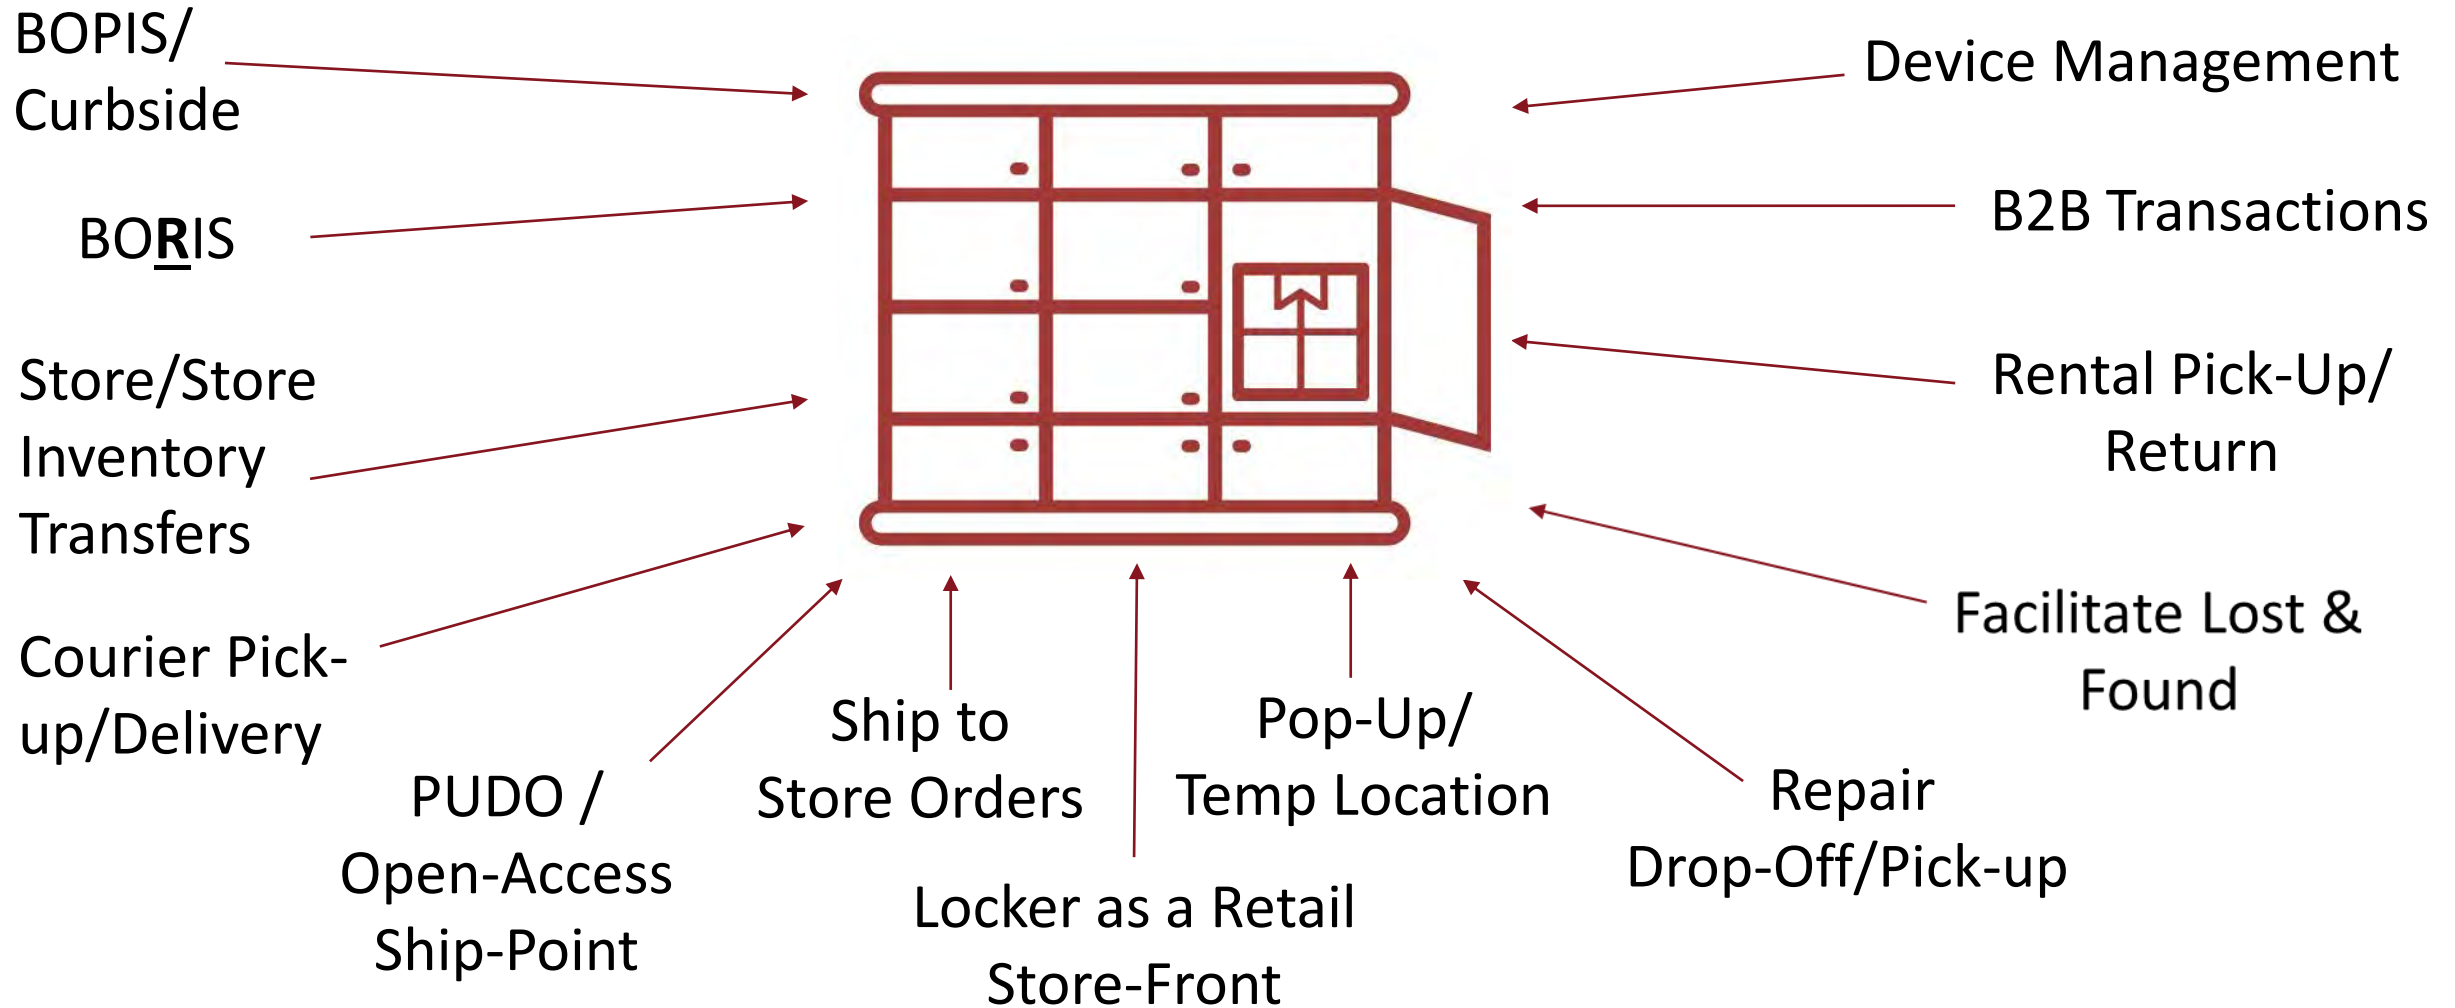 BOPIS/
Curbside
BORIS
Store/Store
Inventory
Transfers
Courier Pick-
up/Delivery
PUDO /
Open-Access
Ship-Point
Ship to
Store Orders
Locker as a Retail
Store-Front
Pop-Up/
Temp Location
Repair
Drop-Off/Pick-up
Facilitate Lost &
Found
Rental Pick-Up/
Return
B2B Transactions
Device Management